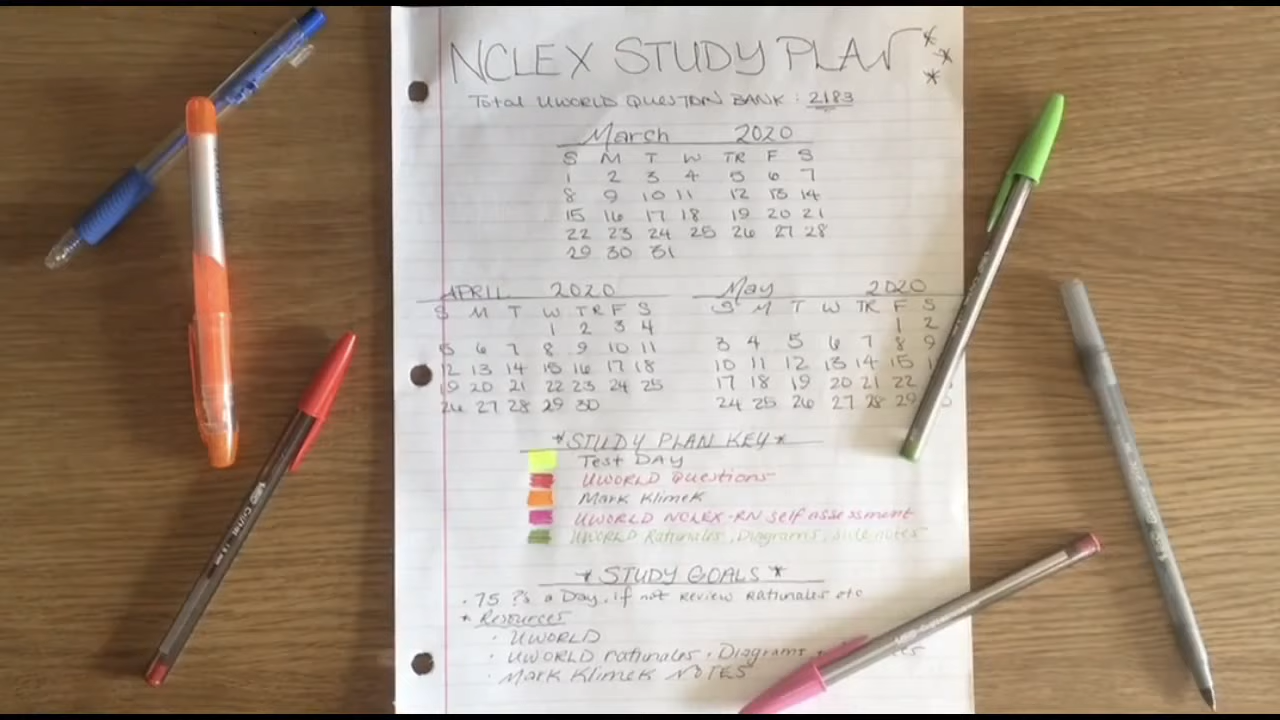 NCLEX STUDY PLAN ***
Total UWORLD QUESTION BANK : 2183
March 2020
S M T W TR F S
1 2 3 4 5 6 7
8 9 10 11 12 13 14
15 16 17 18 19 20 21
22 23 24 25 26 27 28
29 30 31
APRIL 2020
S M T W TR F S
1 2 3 4
5 6 7 8 9 10 11
12 13 14 15 16 17 18
19 20 21 22 23 24 25
26 27 28 29 30
May 2020
S M T W TR F S
1 2
3 4 5 6 7 8 9
10 11 12 13 14 15
17 18 19 20 21 22
24 25 26 27 28 29
*STUDY PLAN KEY*
Test DAY
UWORLD Questions
Mark Klimek
UWORLD NCLEX-RN self assessment
UWORLD Rationales, Diagrams, side notes
*STUDY GOALS*
· 75 ?s a Day, if not review rationales etc
* Resources
· UWORLD
· UWORLD rationales, Diagrams
· Mark Klimek NOTES